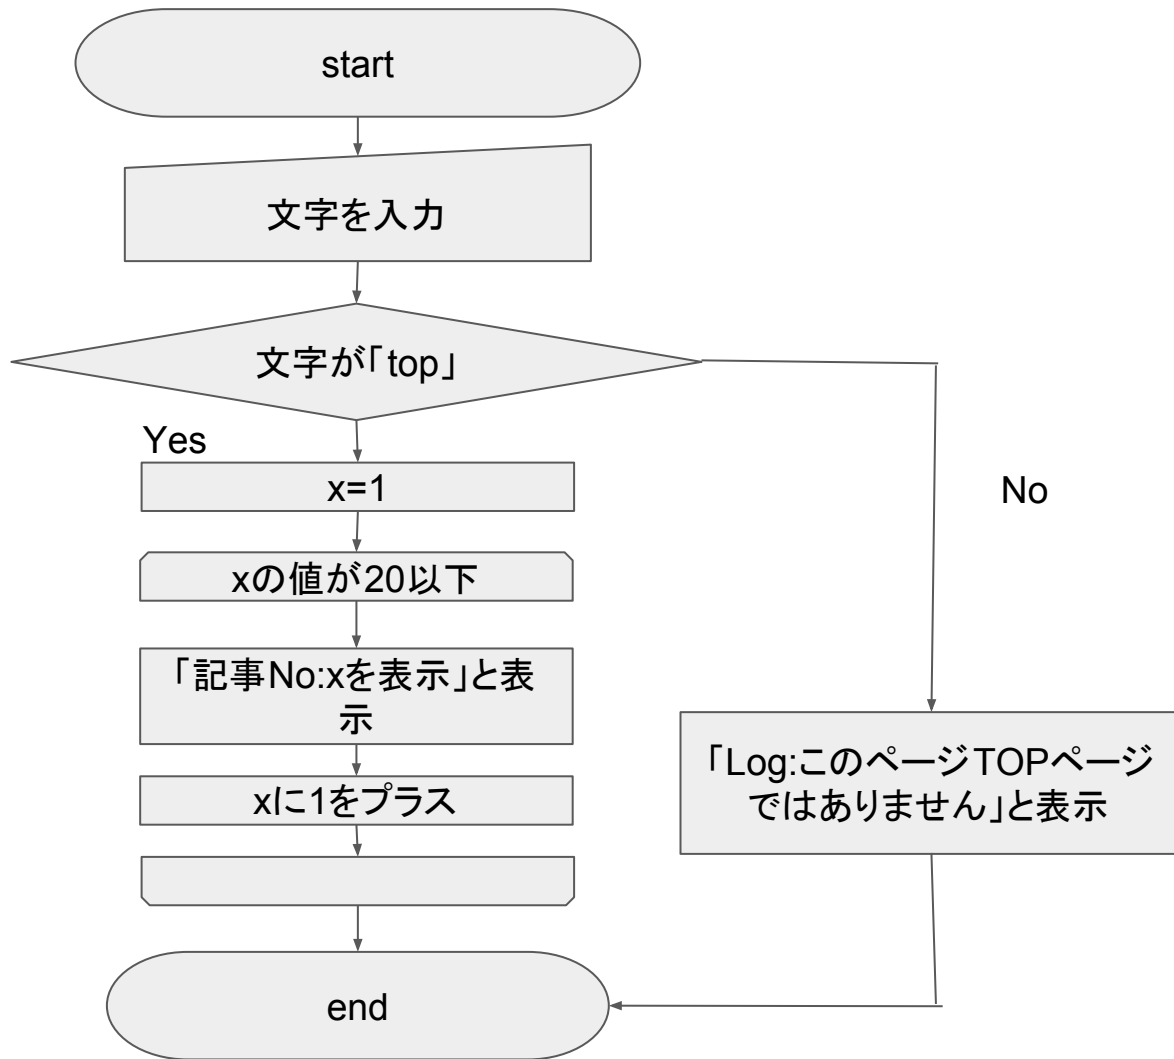 start
文字を入力
文字が「top」
Yes
x=1
No
xの値が20以下
「記事No:xを表示」と表
示
「Log:このページTOPページ
ではありません」と表示
xに1をプラス
end